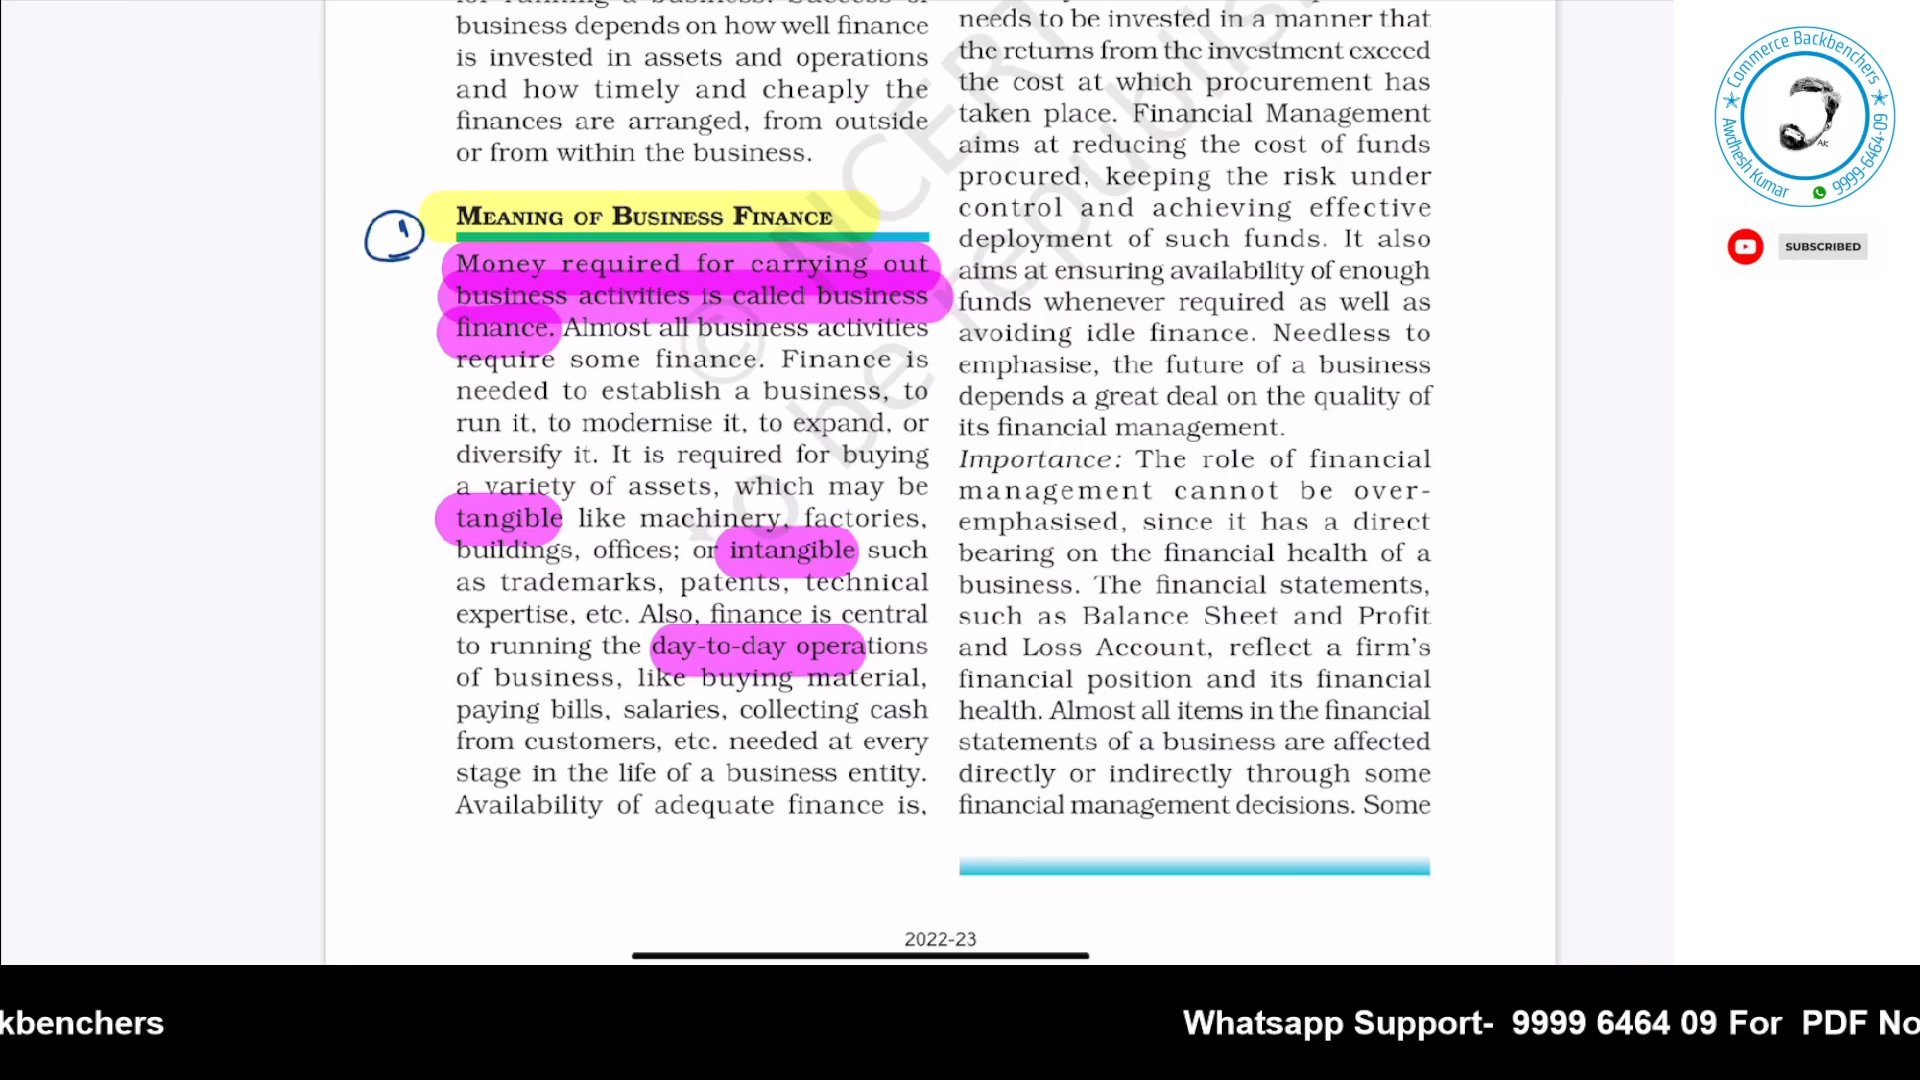 business depends on how well finance
is invested in assets and operations
and how timely and cheaply the
finances are arranged, from outside
or from within the business.
MEANING OF BUSINESS FINANCE
Money required for carrying out
business activities is called business
finance. Almost all business activities
require some finance. Finance is
needed to establish a business, to
run it, to modernise it, to expand, or
diversify it. It is required for buying
a variety of assets, which may be
tangible like machinery, factories,
buildings, offices; or intangible such
as trademarks, patents, technical
expertise, etc. Also, finance is central
to running the day-to-day operations
of business, like buying material,
paying bills, salaries, collecting cash
from customers, etc. needed at every
stage in the life of a business entity.
Availability of adequate finance is,
needs to be invested in a manner that
the returns from the investment exceed
the cost at which procurement has
taken place. Financial Management
aims at reducing the cost of funds
procured, keeping the risk under
control and achieving effective
deployment of such funds. It also
aims at ensuring availability of enough
funds whenever required as well as
avoiding idle finance. Needless to
emphasise, the future of a business
depends a great deal on the quality of
its financial management.
Importance: The role of financial
management cannot be over-
emphasised, since it has a direct
bearing on the financial health of a
business. The financial statements,
such as Balance Sheet and Profit
and Loss Account, reflect a firm's
financial position and its financial
health. Almost all items in the financial
statements of a business are affected
directly or indirectly through some
financial management decisions. Some
© NCERT
to be republis
2022-23
Commerce Backbenchers
Awdhesh Kumar
9999-6464-09
AK
SUBSCRIBED
kbenchers
Whatsapp Support- 9999 6464 09 For PDF No